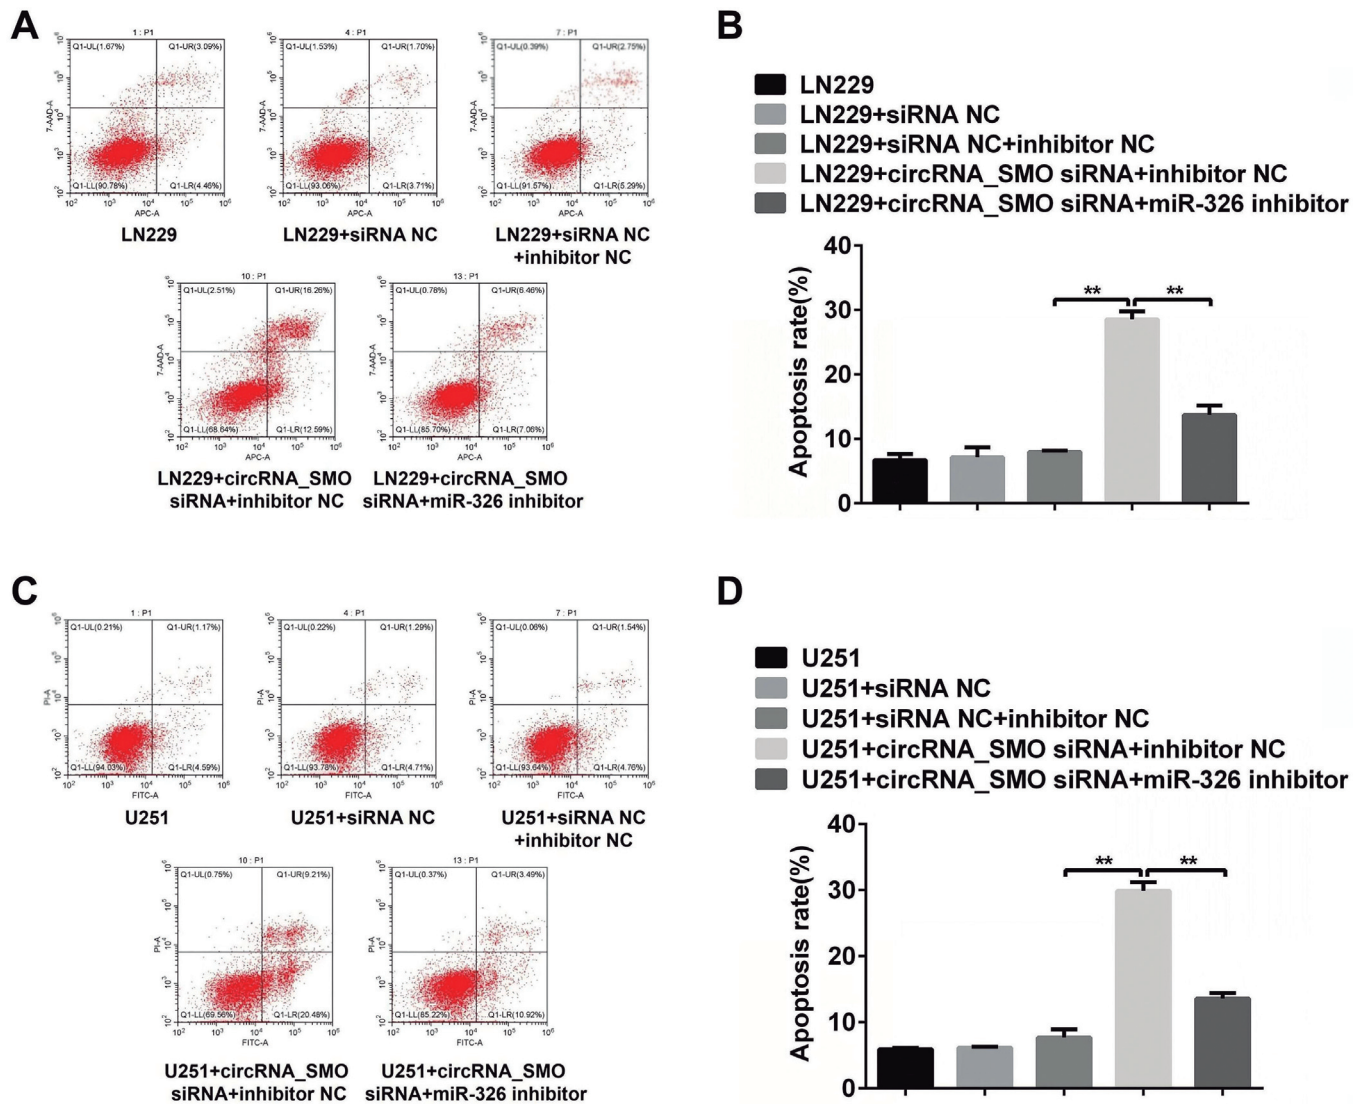 A
1 : P1
Q1-UL(1.67%) Q1-UR(3.09%)
7-AAD-A
Q1-LL(90.78%) Q1-LR(4.46%)
APC-A
LN229
4 : P1
Q1-UL(1.53%) Q1-UR(1.70%)
7-AAD-A
Q1-LL(93.06%) Q1-LR(3.71%)
APC-A
LN229+siRNA NC
7 : P1
Q1-UL(0.39%) Q1-UR(2.75%)
7-AAD-A
Q1-LL(91.57%) Q1-LR(5.29%)
APC-A
LN229+siRNA NC
+inhibitor NC
10 : P1
Q1-UL(2.51%) Q1-UR(16.26%)
7-AAD-A
Q1-LL(68.64%) Q1-LR(12.59%)
APC-A
LN229+circRNA_SMO
siRNA+inhibitor NC
13 : P1
Q1-UL(0.78%) Q1-UR(6.46%)
7-AAD-A
Q1-LL(85.70%) Q1-LR(7.06%)
APC-A
LN229+circRNA_SMO
siRNA+miR-326 inhibitor
B
LN229
LN229+siRNA NC
LN229+siRNA NC+inhibitor NC
LN229+circRNA_SMO siRNA+inhibitor NC
LN229+circRNA_SMO siRNA+miR-326 inhibitor
Apoptosis rate(%)
40
30
20
10
0
** **
C
1 : P1
Q1-UL(0.21%) Q1-UR(1.17%)
PI-A
Q1-LL(94.03%) Q1-LR(4.59%)
FITC-A
U251
4 : P1
Q1-UL(0.22%) Q1-UR(1.29%)
PI-A
Q1-LL(93.78%) Q1-LR(4.71%)
FITC-A
U251+siRNA NC
7 : P1
Q1-UL(0.06%) Q1-UR(1.54%)
PI-A
Q1-LL(93.64%) Q1-LR(4.76%)
FITC-A
U251+siRNA NC
+inhibitor NC
10 : P1
Q1-UL(0.75%) Q1-UR(9.21%)
PI-A
Q1-LL(69.56%) Q1-LR(20.48%)
FITC-A
U251+circRNA_SMO
siRNA+inhibitor NC
13 : P1
Q1-UL(0.37%) Q1-UR(3.49%)
PI-A
Q1-LL(85.22%) Q1-LR(10.92%)
FITC-A
U251+circRNA_SMO
siRNA+miR-326 inhibitor
D
U251
U251+siRNA NC
U251+siRNA NC+inhibitor NC
U251+circRNA_SMO siRNA+inhibitor NC
U251+circRNA_SMO siRNA+miR-326 inhibitor
Apoptosis rate(%)
40
30
20
10
0
** **